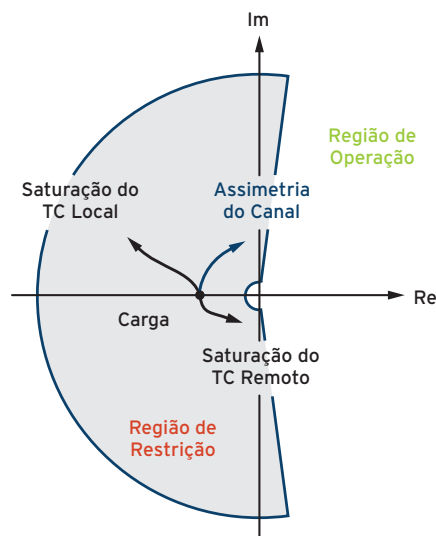 Im
Região de
Operação
Saturação do
TC Local
Assimetria
do Canal
Re
Carga
Saturação do
TC Remoto
Região de
Restrição